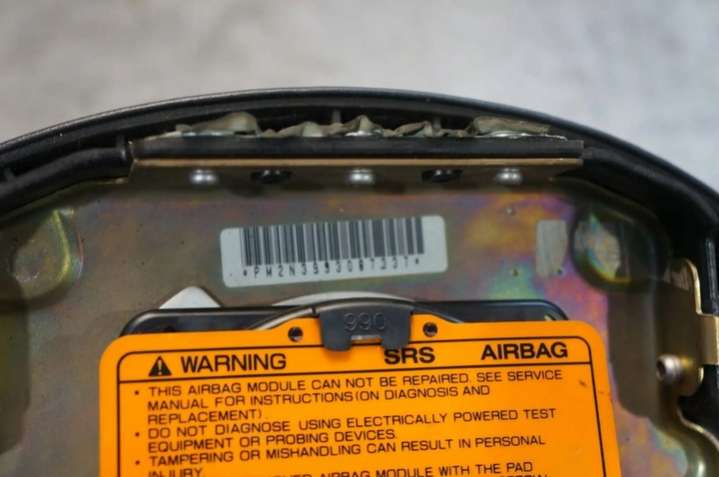 *PM2N3593087337*
990
WARNING SRS AIRBAG
• THIS AIRBAG MODULE CAN NOT BE REPAIRED. SEE SERVICE
MANUAL FOR INSTRUCTIONS (ON DIAGNOSIS AND
REPLACEMENT).
• DO NOT DIAGNOSE USING ELECTRICALLY POWERED TEST
EQUIPMENT OR PROBING DEVICES.
• TAMPERING OR MISHANDLING CAN RESULT IN PERSONAL
INJURY.
AIRBAG MODULE WITH THE PAD